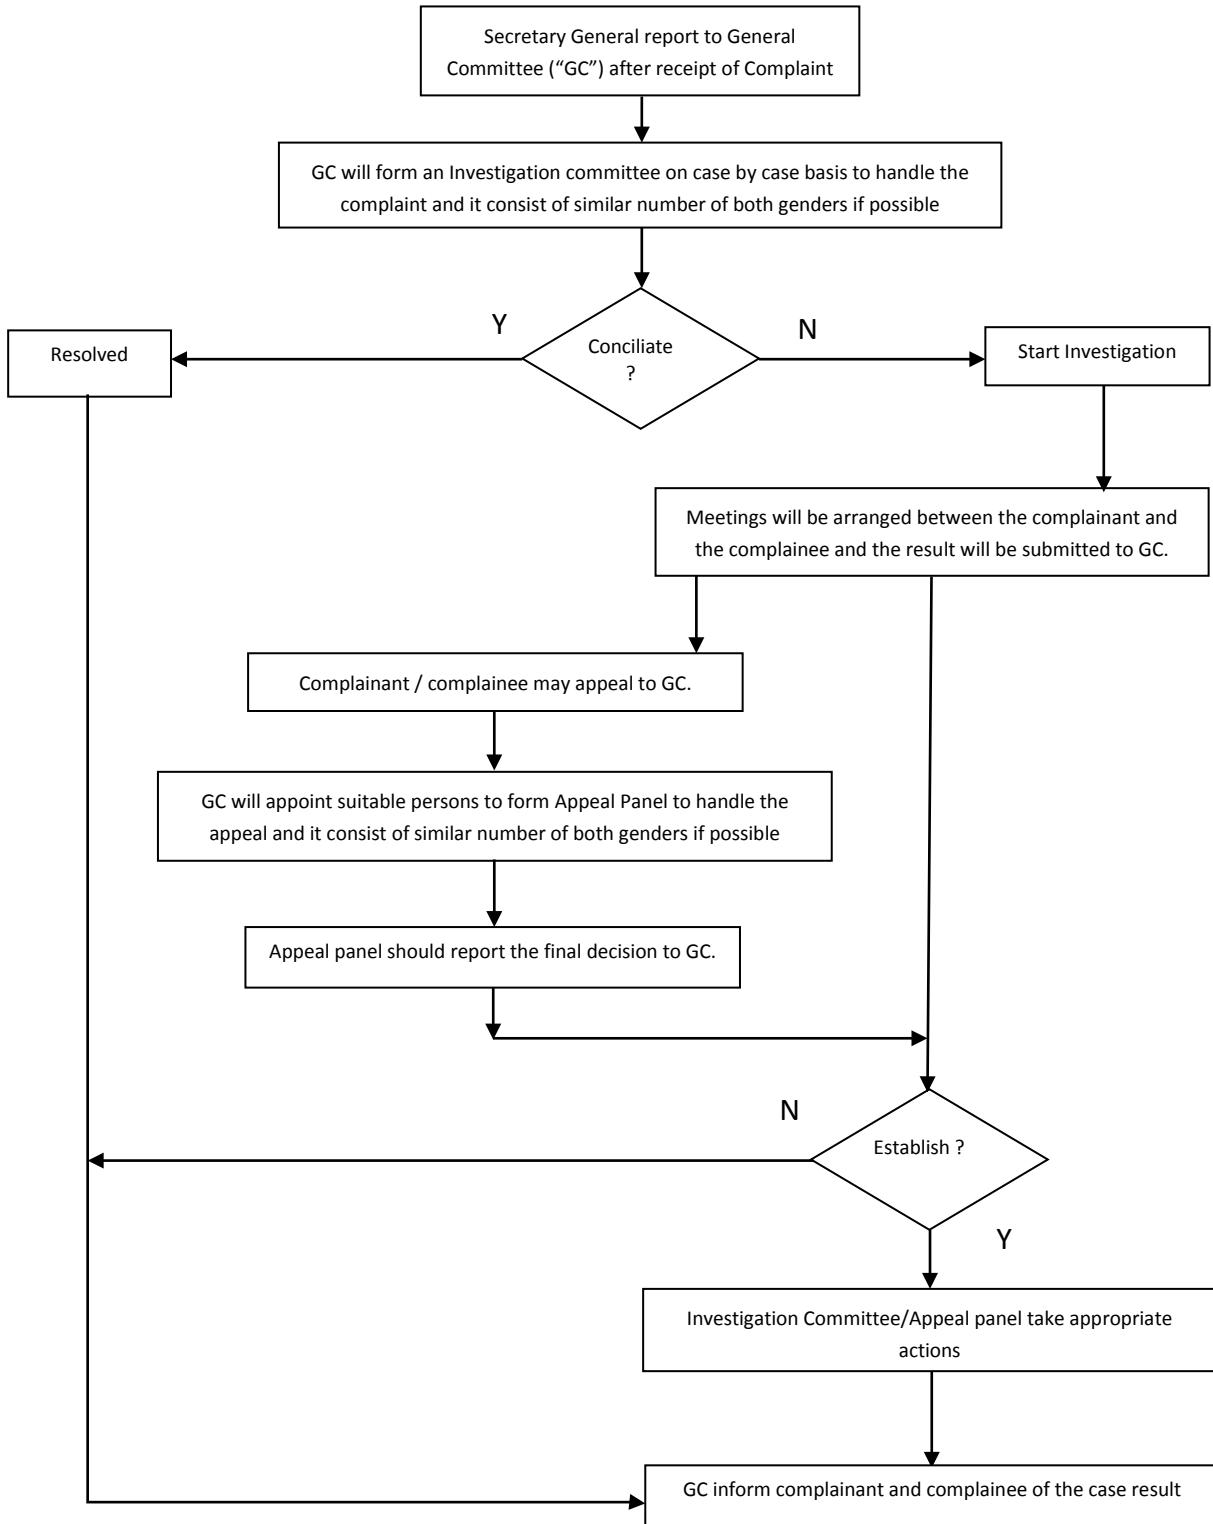 Secretary General report to General
Committee (“GC”) after receipt of Complaint
GC will form an Investigation committee on case by case basis to handle the
complaint and it consist of similar number of both genders if possible
Y
N
Resolved
Conciliate
?
Start Investigation
Meetings will be arranged between the complainant and
the complainee and the result will be submitted to GC.
Complainant / complainee may appeal to GC.
GC will appoint suitable persons to form Appeal Panel to handle the
appeal and it consist of similar number of both genders if possible
Appeal panel should report the final decision to GC.
N
Establish ?
Y
Investigation Committee/Appeal panel take appropriate
actions
GC inform complainant and complainee of the case result